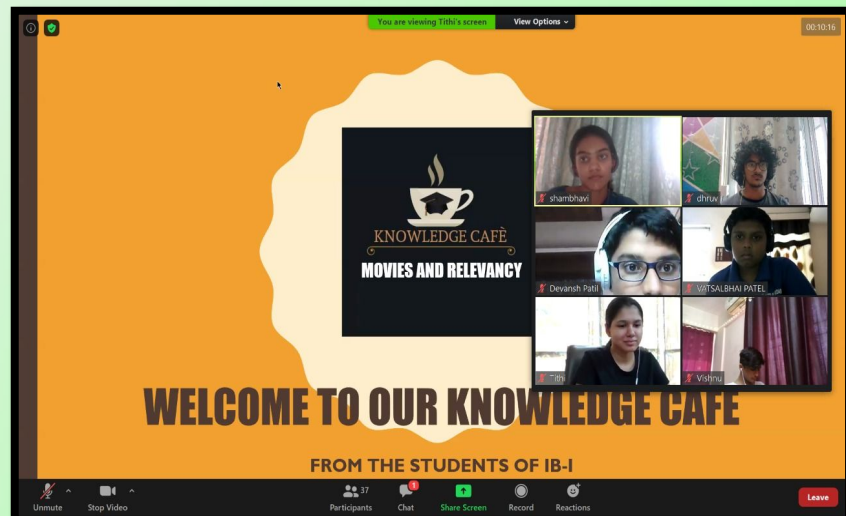 You are viewing Tithi's screen View Options
00:10:16
KNOWLEDGE CAFÈ
MOVIES AND RELEVANCY
shambhavi
dhruv
Devansh Patil
VATSALBHAI PATEL
Tithi
Vishnu
WELCOME TO OUR KNOWLEDGE CAFE
FROM THE STUDENTS OF IB-I
37
1
Unmute
Stop Video
Participants
Chat
Share Screen
Record
Reactions
Leave